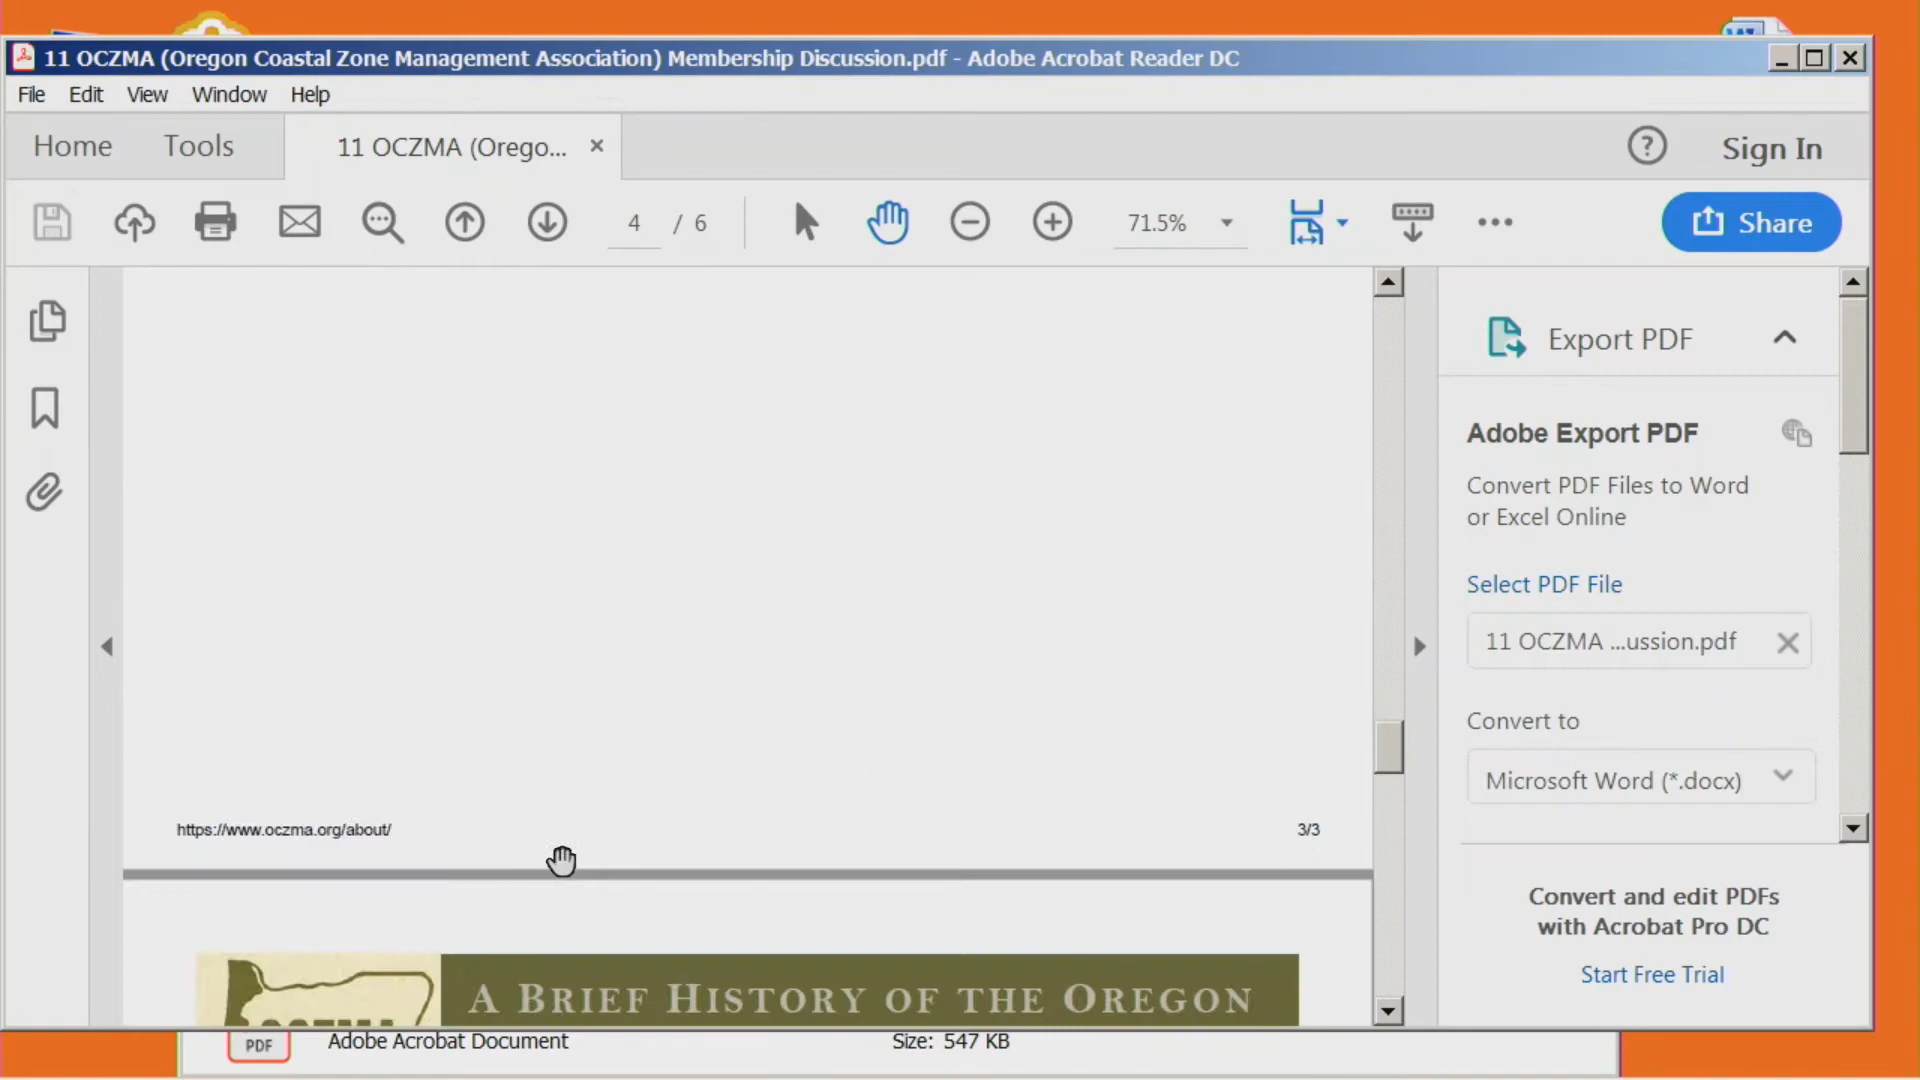 11 OCZMA (Oregon Coastal Zone Management Association) Membership Discussion.pdf - Adobe Acrobat Reader DC
File Edit View Window Help
Home Tools 11 OCZMA (Orego... × ? Sign In
4 / 6 71.5% Share
Export PDF
Adobe Export PDF
Convert PDF Files to Word
or Excel Online
Select PDF File
11 OCZMA ...ussion.pdf
Convert to
Microsoft Word (*.docx)
https://www.oczma.org/about/ 3/3
Convert and edit PDFs
with Acrobat Pro DC
Start Free Trial
OCZMA A BRIEF HISTORY OF THE OREGON
PDF Adobe Acrobat Document Size: 547 KB